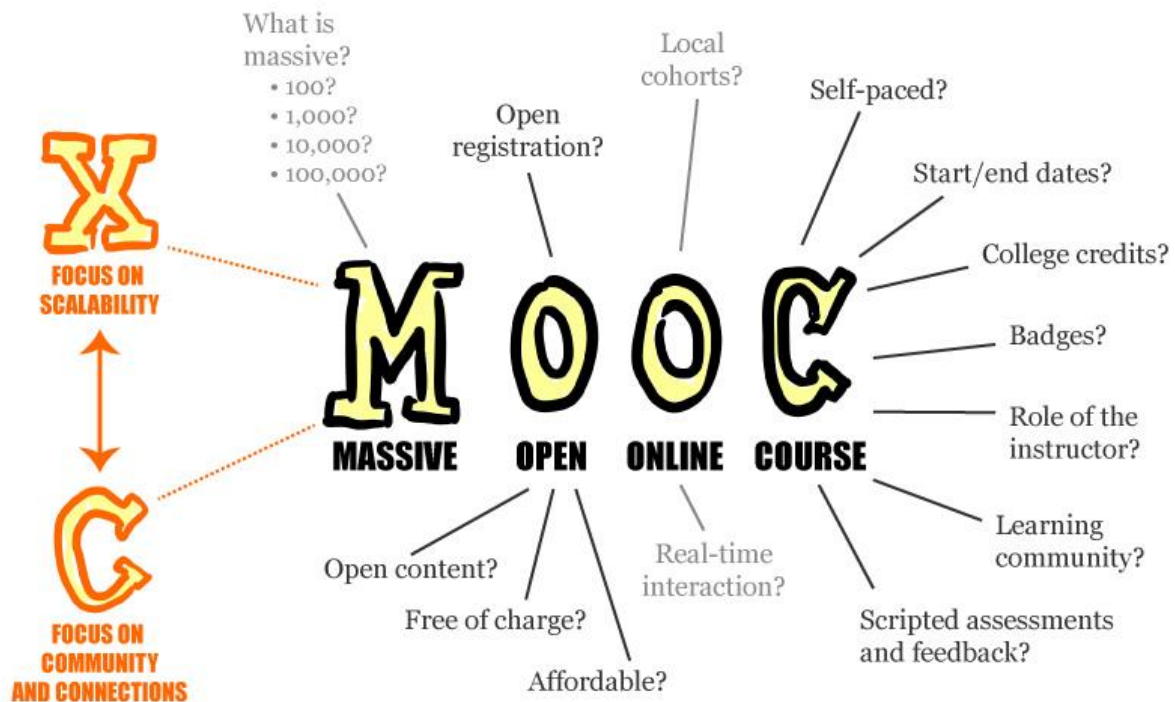 What is
massive?
• 100?
• 1,000?
• 10,000?
• 100,000?
Local
cohorts?
Self-paced?
Open
registration?
Start/end dates?
College credits?
Badges?
Role of the
instructor?
Learning
community?
Scripted assessments
and feedback?
X
FOCUS ON
SCALABILITY
C
FOCUS ON
COMMUNITY
AND CONNECTIONS
MOOC
MASSIVE OPEN ONLINE COURSE
Open content?
Free of charge?
Affordable?
Real-time
interaction?